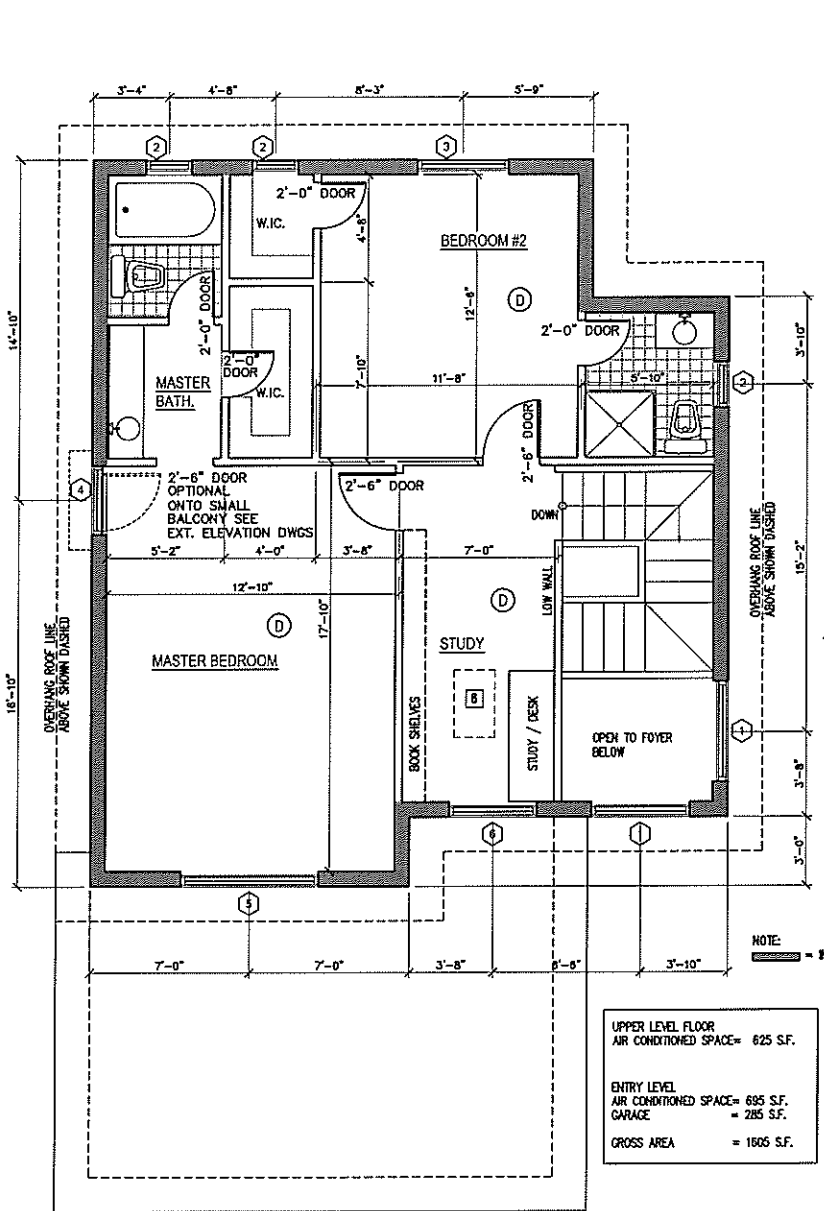 3'-4" 4'-8" 8'-3" 5'-9"
2 2 3
2'-0" DOOR
W.IC.
4'-8"
BEDROOM #2
12'-6"
D
14'-10"
2'-0" DOOR
2'-0" DOOR
3'-10"
2'-0"
DOOR
MASTER
BATH.
W.IC.
7'-10"
11'-8"
5'-10"
2
2'-6" DOOR
4
2'-6" DOOR
OPTIONAL
ONTO SMALL
BALCONY SEE
EXT. ELEVATION DWGS
2'-6" DOOR
DOWN
5'-2" 4'-0" 3'-8" 7'-0"
12'-10"
17'-10"
LOW WALL
OVERHANG ROOF LINE
ABOVE SHOWN DASHED
15'-2"
D
D
STUDY
MASTER BEDROOM
16'-10"
OVERHANG ROOF LINE
ABOVE SHOWN DASHED
BOOK SHELVES
STUDY / DESK
OPEN TO FOYER
BELOW
1
3'-8"
6
3'-0"
5
7'-0" 7'-0" 3'-8" 6'-6" 3'-10"
NOTE:
=
UPPER LEVEL FLOOR
AIR CONDITIONED SPACE= 625 S.F.
ENTRY LEVEL
AIR CONDITIONED SPACE= 695 S.F.
GARAGE = 285 S.F.
GROSS AREA = 1605 S.F.